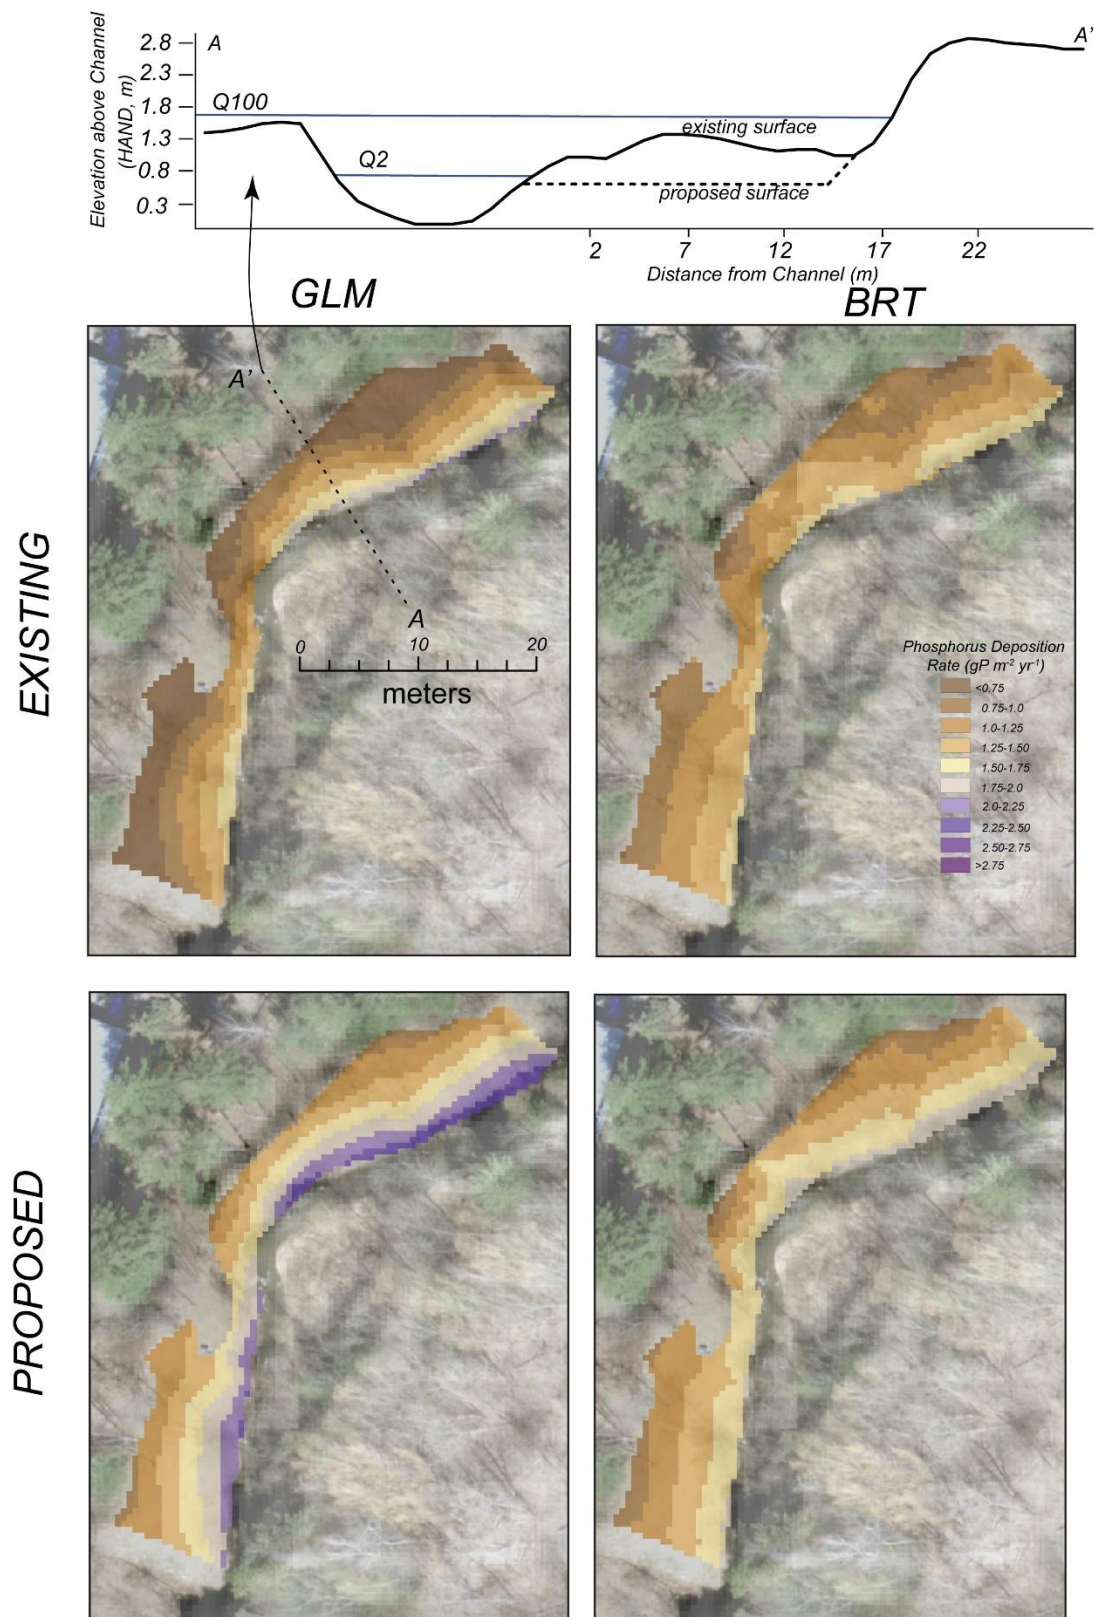 Elevation above Channel
(HAND, m)
2.8
2.3
1.8
1.3
0.8
0.3
A
A'
Q100
Q2
existing surface
proposed surface
2 7 12 17 22
Distance from Channel (m)
GLM
BRT
EXISTING
A'
A
0 10 20
meters
Phosphorus Deposition
Rate (gP m⁻² yr⁻¹)
<0.75
0.75-1.0
1.0-1.25
1.25-1.50
1.50-1.75
1.75-2.0
2.0-2.25
2.25-2.50
2.50-2.75
>2.75
PROPOSED